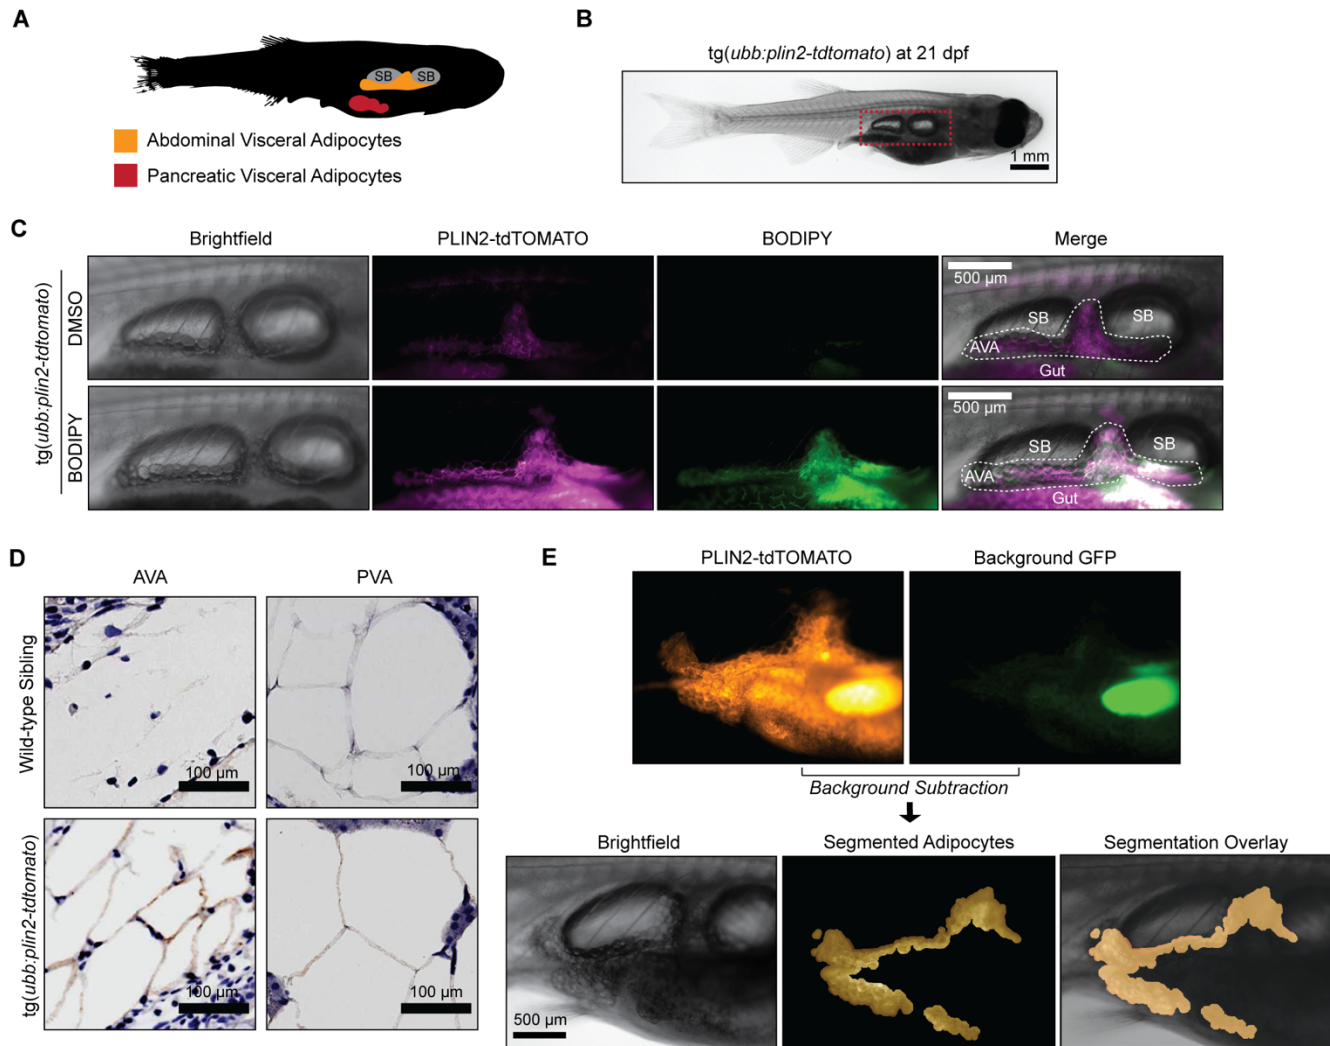 A
SB
SB
Abdominal Visceral Adipocytes
Pancreatic Visceral Adipocytes
B
tg(ubb:plin2-tdtomato) at 21 dpf
1 mm
C
Brightfield
PLIN2-tdTOMATO
BODIPY
Merge
tg(ubb:plin2-tdtomato)
DMSO
500 µm
SB
SB
AVA
Gut
BODIPY
500 µm
SB
SB
AVA
Gut
D
AVA
PVA
Wild-type Sibling
100 µm
100 µm
tg(ubb:plin2-tdtomato)
100 µm
100 µm
E
PLIN2-tdTOMATO
Background GFP
Background Subtraction
Brightfield
Segmented Adipocytes
Segmentation Overlay
500 µm